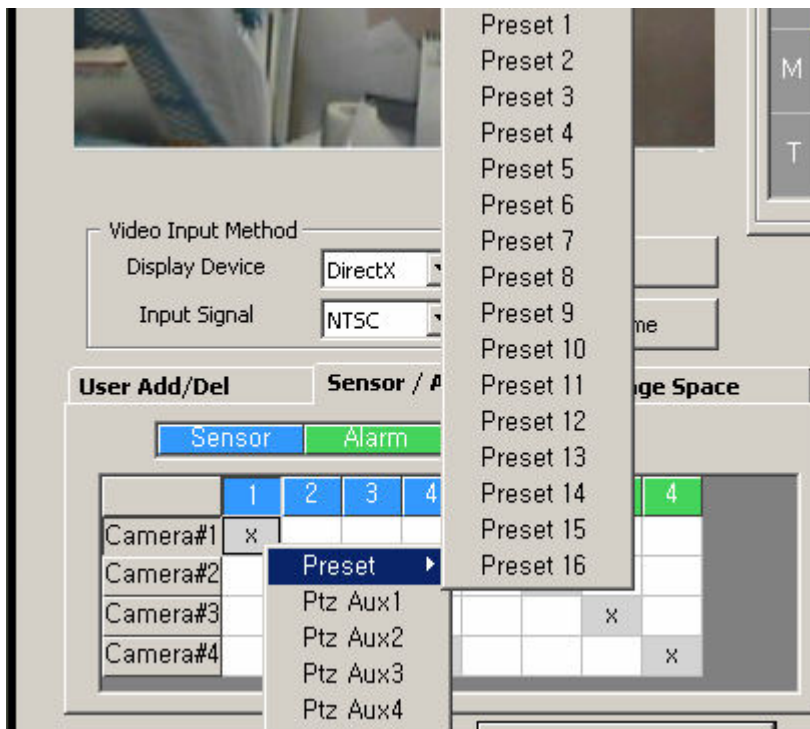 Preset 1
Preset 2
Preset 3
Preset 4
Preset 5
Preset 6
Preset 7
Preset 8
Preset 9
Preset 10
Preset 11
Preset 12
Preset 13
Preset 14
Preset 15
Preset 16
M
T
Video Input Method
Display Device DirectX
Input Signal NTSC
me
User Add/Del Sensor / A ge Space
Sensor Alarm
1 2 3 4 4
Camera#1 x
Camera#2
Camera#3 x
Camera#4 x
Preset
Ptz Aux1
Ptz Aux2
Ptz Aux3
Ptz Aux4